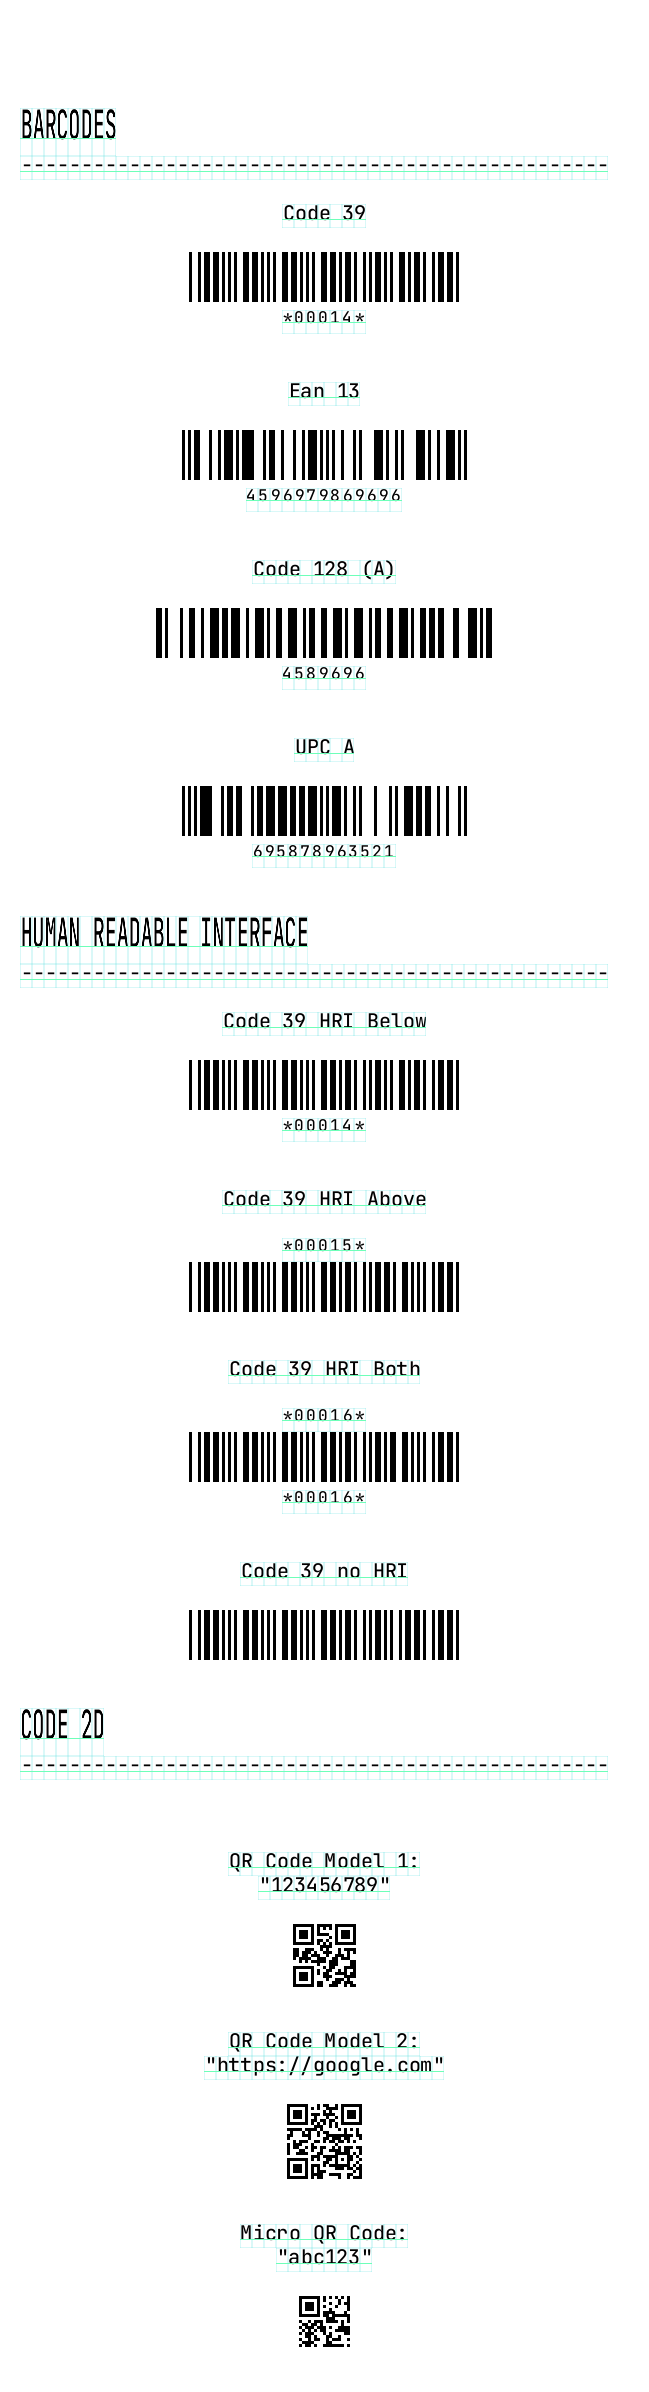 BARCODES
-------------------------------------------------
Code 39
*00014*
Ean 13
4596979869696
Code 128 (A)
4589696
UPC A
695878963521
HUMAN READABLE INTERFACE
-------------------------------------------------
Code 39 HRI Below
*00014*
Code 39 HRI Above
*00015*
Code 39 HRI Both
*00016*
*00016*
Code 39 no HRI
CODE 2D
-------------------------------------------------
QR Code Model 1:
"123456789"
QR Code Model 2:
"https://google.com"
Micro QR Code:
"abc123"